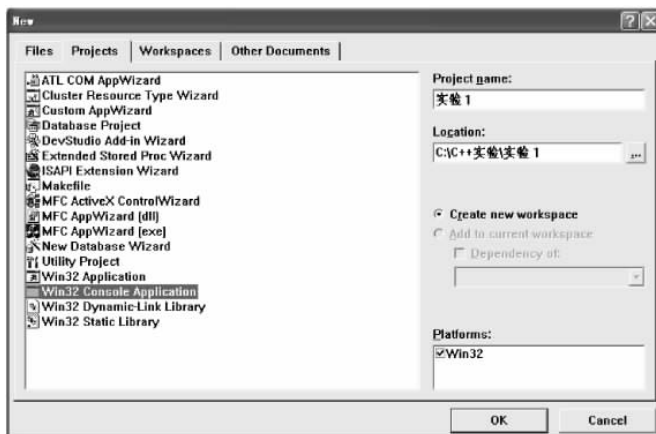 New
Files Projects Workspaces Other Documents
ATL COM AppWizard
Cluster Resource Type Wizard
Custom AppWizard
Database Project
DevStudio Add-in Wizard
Extended Stored Proc Wizard
ISAPI Extension Wizard
Makefile
MFC ActiveX ControlWizard
MFC AppWizard (dll)
MFC AppWizard (exe)
New Database Wizard
Utility Project
Win32 Application
Win32 Console Application
Win32 Dynamic-Link Library
Win32 Static Library
Project name:
实验 1
Location:
C:\C++实验\实验 1
...
Create new workspace
Add to current workspace
Dependency of:
Platforms:
Win32
OK Cancel